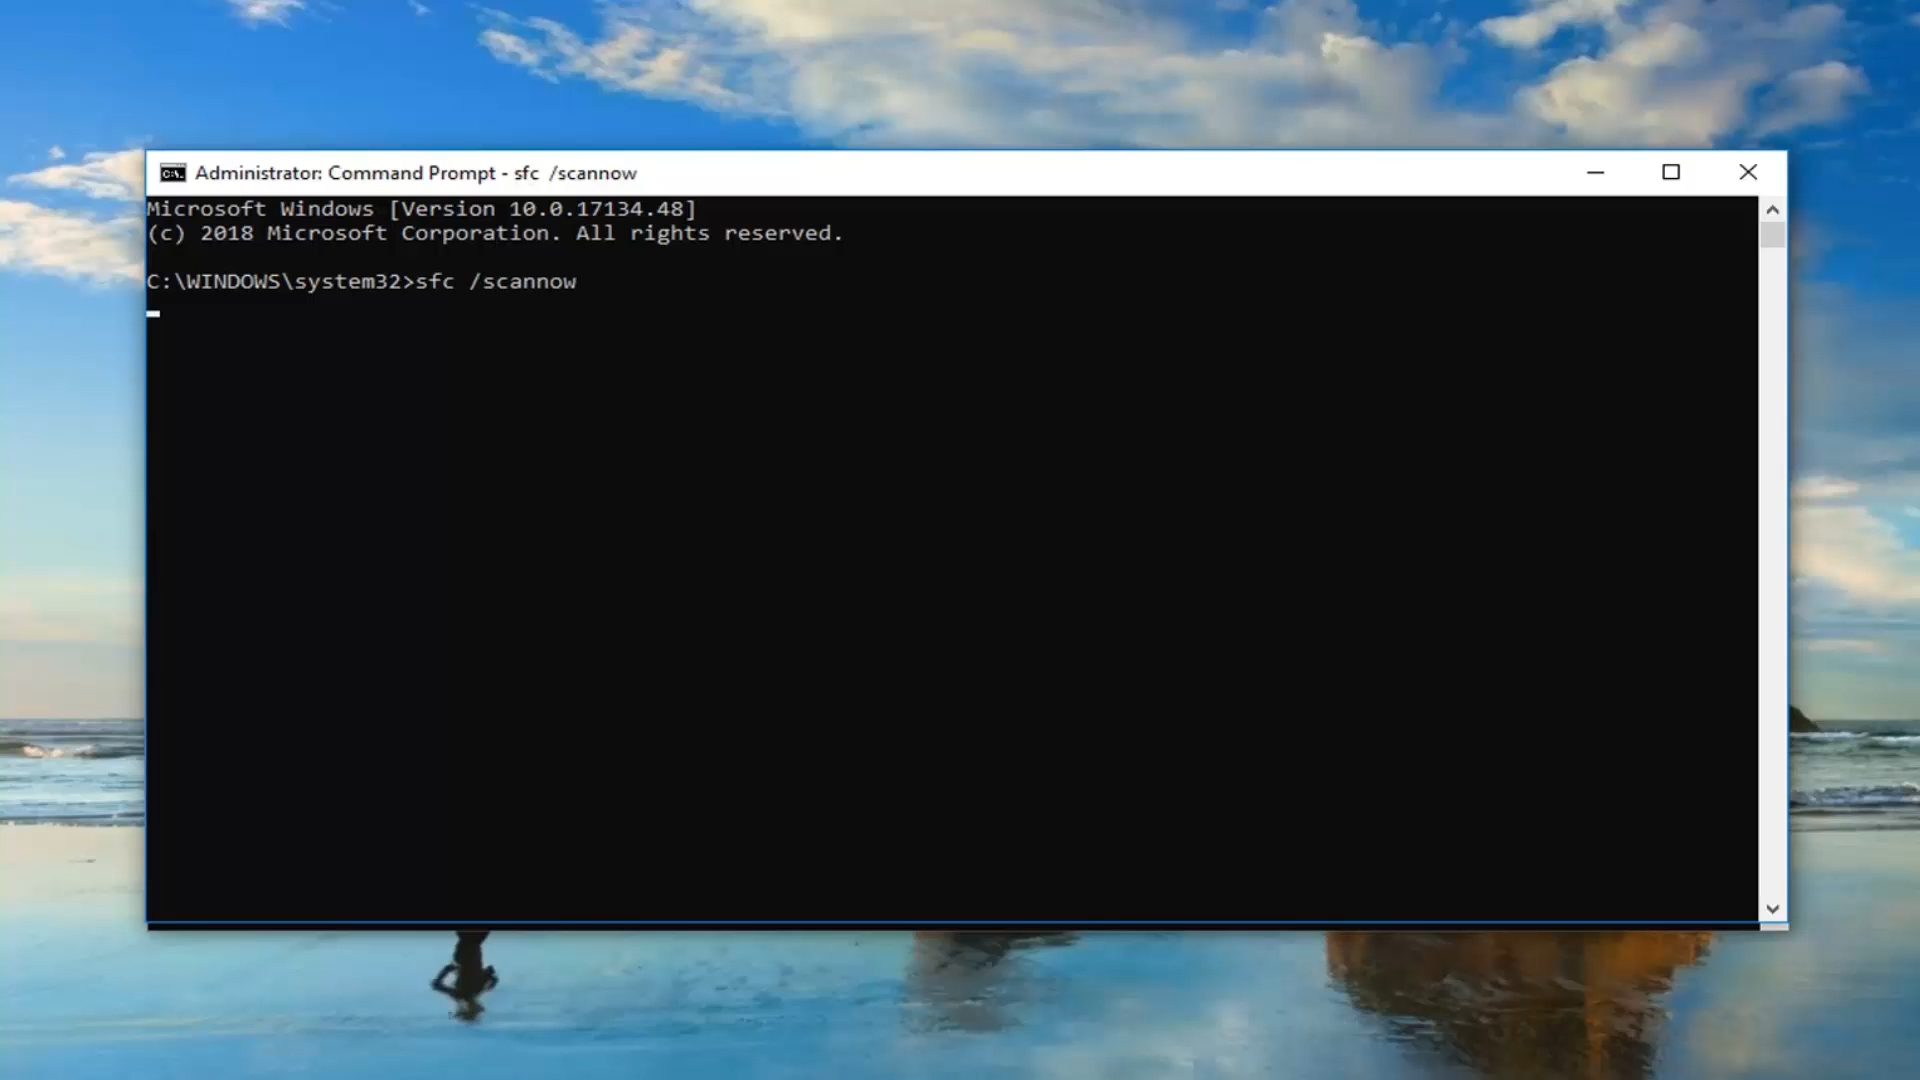 Administrator: Command Prompt - sfc  /scannow
Microsoft Windows [Version 10.0.17134.48]
(c) 2018 Microsoft Corporation. All rights reserved.
C:\WINDOWS\system32>sfc /scannow